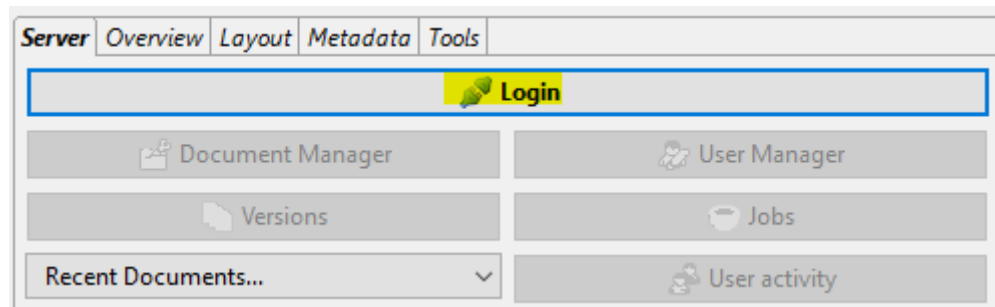 Server Overview Layout Metadata Tools
Login
Document Manager User Manager
Versions Jobs
Recent Documents... User activity